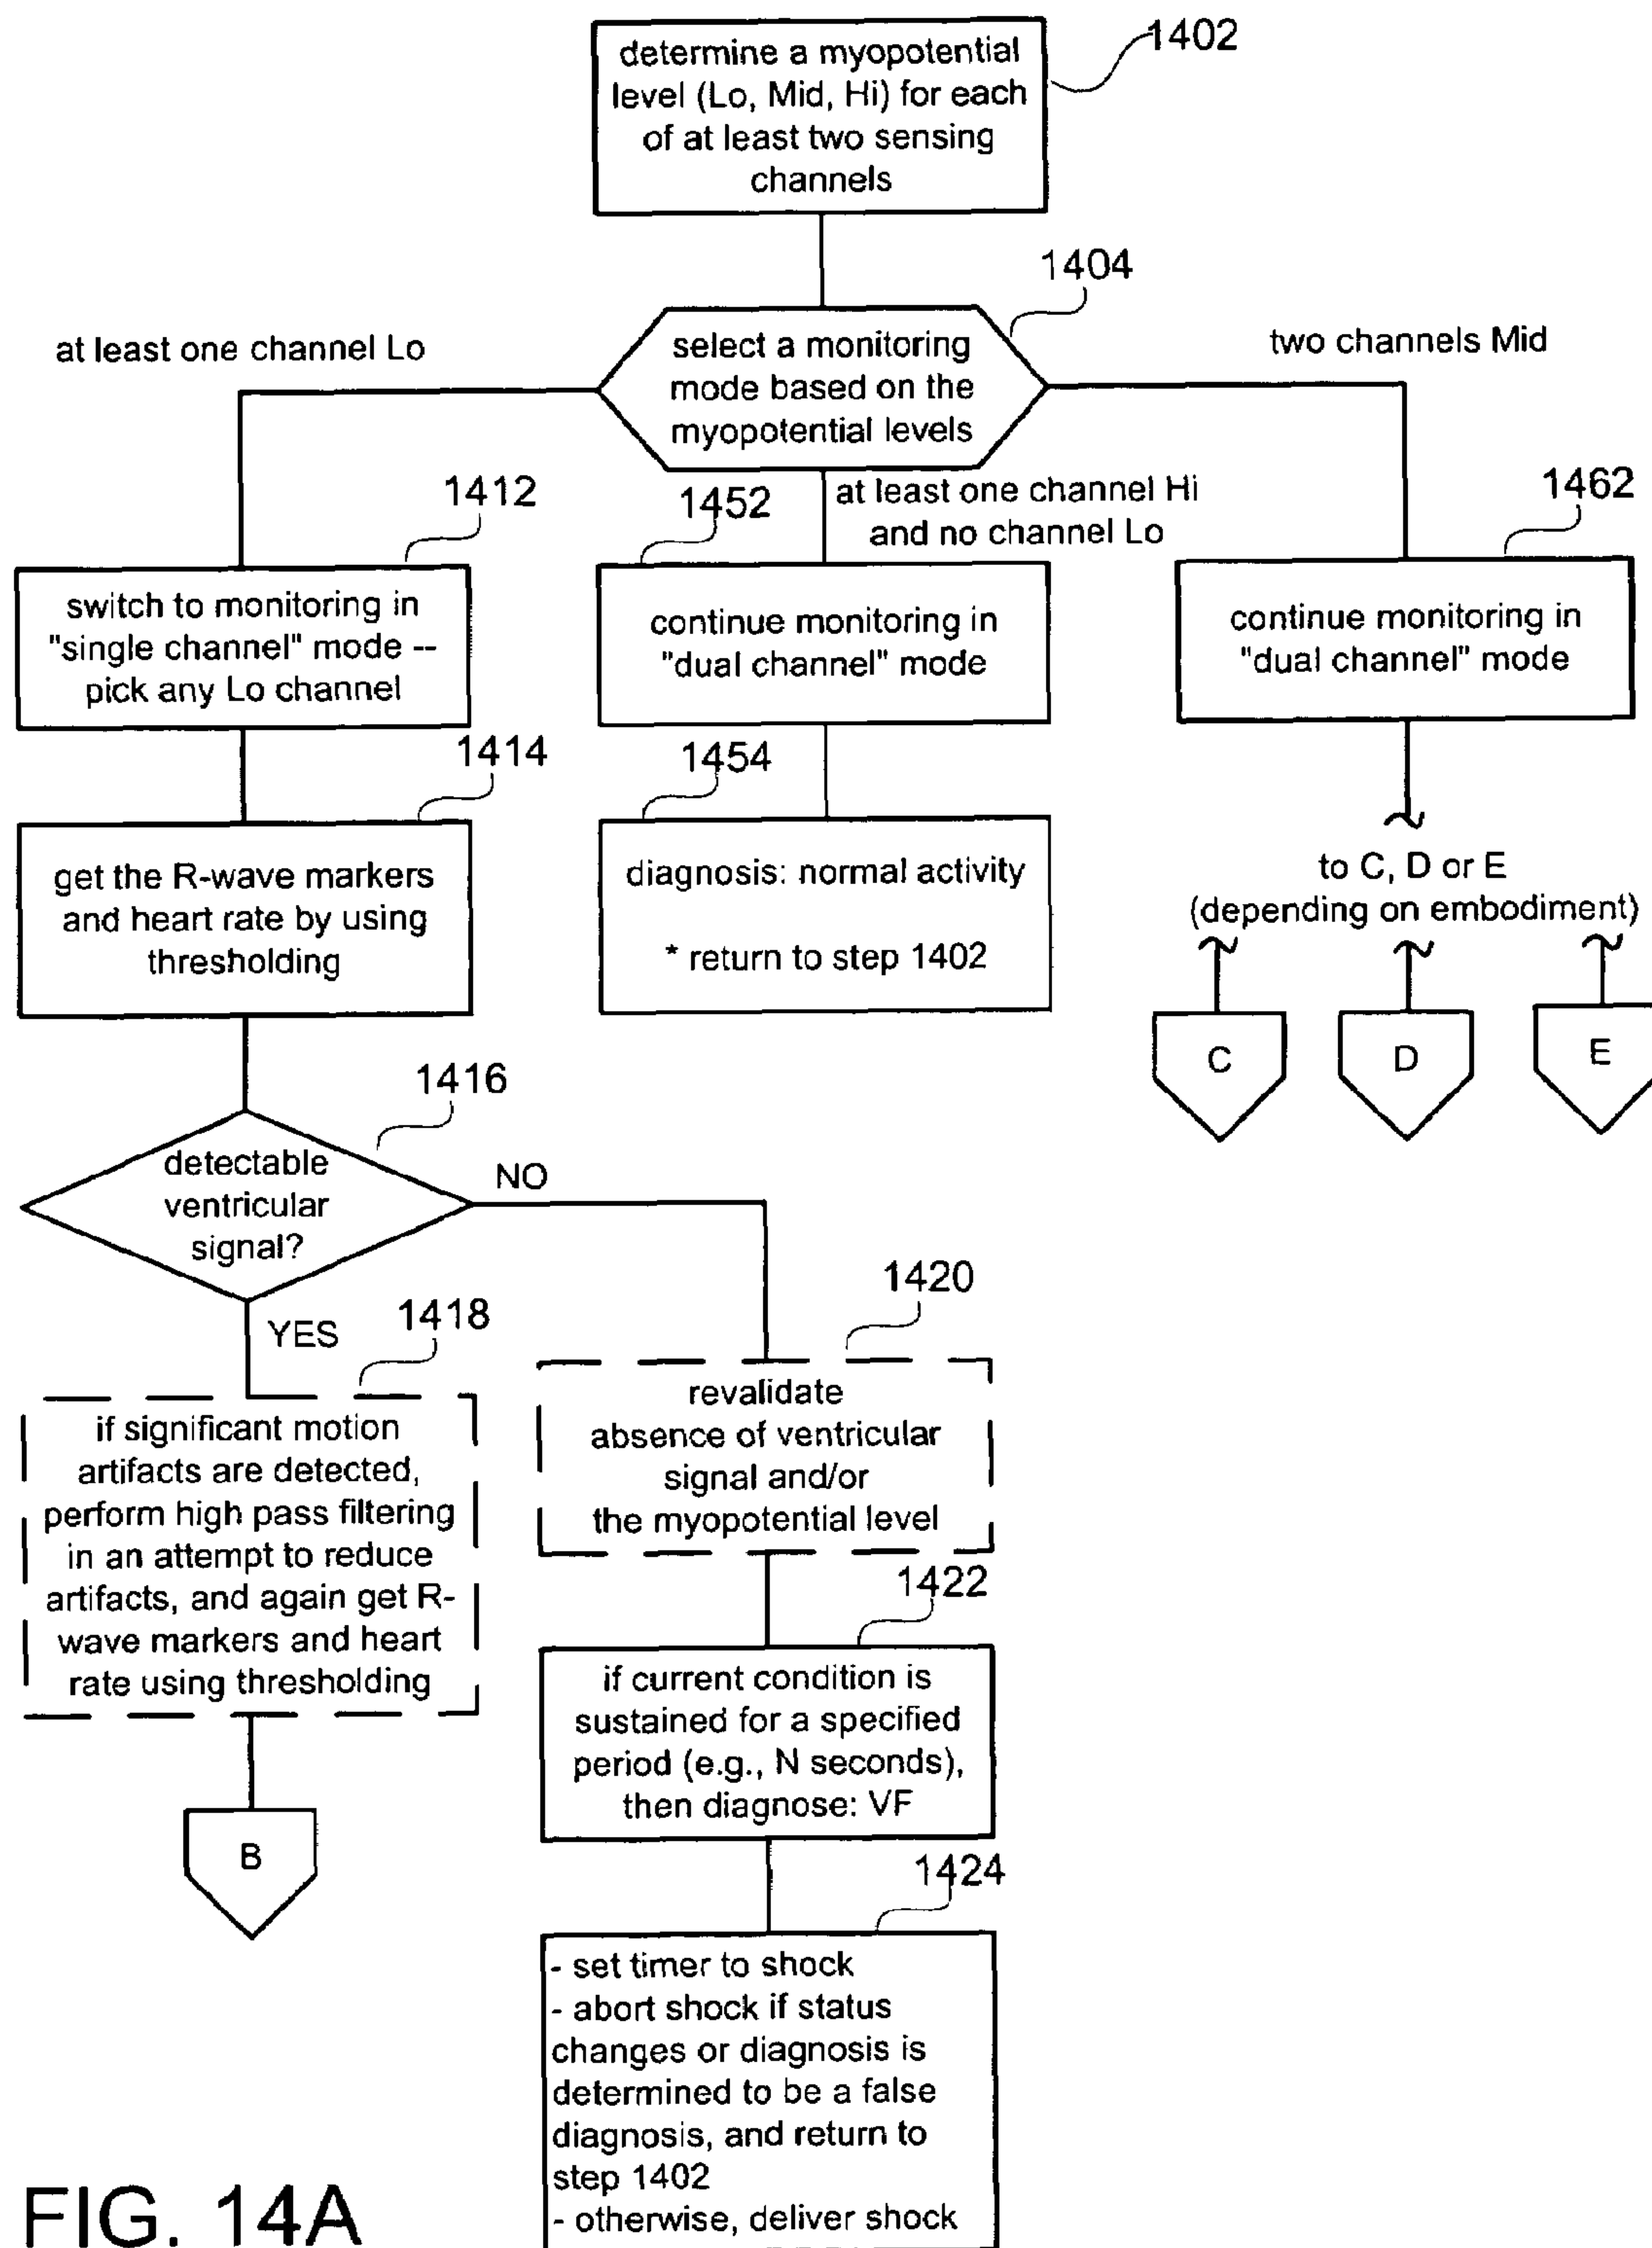 determine a myopotential
level (Lo, Mid, Hi) for each
of at least two sensing
channels
1402
1404
select a monitoring
mode based on the
myopotential levels
at least one channel Lo
two channels Mid
at least one channel Hi
and no channel Lo
1412
switch to monitoring in
"single channel" mode --
pick any Lo channel
1452
continue monitoring in
"dual channel" mode
1462
continue monitoring in
"dual channel" mode
1414
get the R-wave markers
and heart rate by using
thresholding
1454
diagnosis: normal activity
* return to step 1402
to C, D or E
(depending on embodiment)
C
D
E
1416
detectable
ventricular
signal?
NO
YES
1418
if significant motion
artifacts are detected,
perform high pass filtering
in an attempt to reduce
artifacts, and again get R-
wave markers and heart
rate using thresholding
B
1420
revalidate
absence of ventricular
signal and/or
the myopotential level
1422
if current condition is
sustained for a specified
period (e.g., N seconds),
then diagnose: VF
1424
- set timer to shock
- abort shock if status
changes or diagnosis is
determined to be a false
diagnosis, and return to
step 1402
- otherwise, deliver shock
FIG. 14A